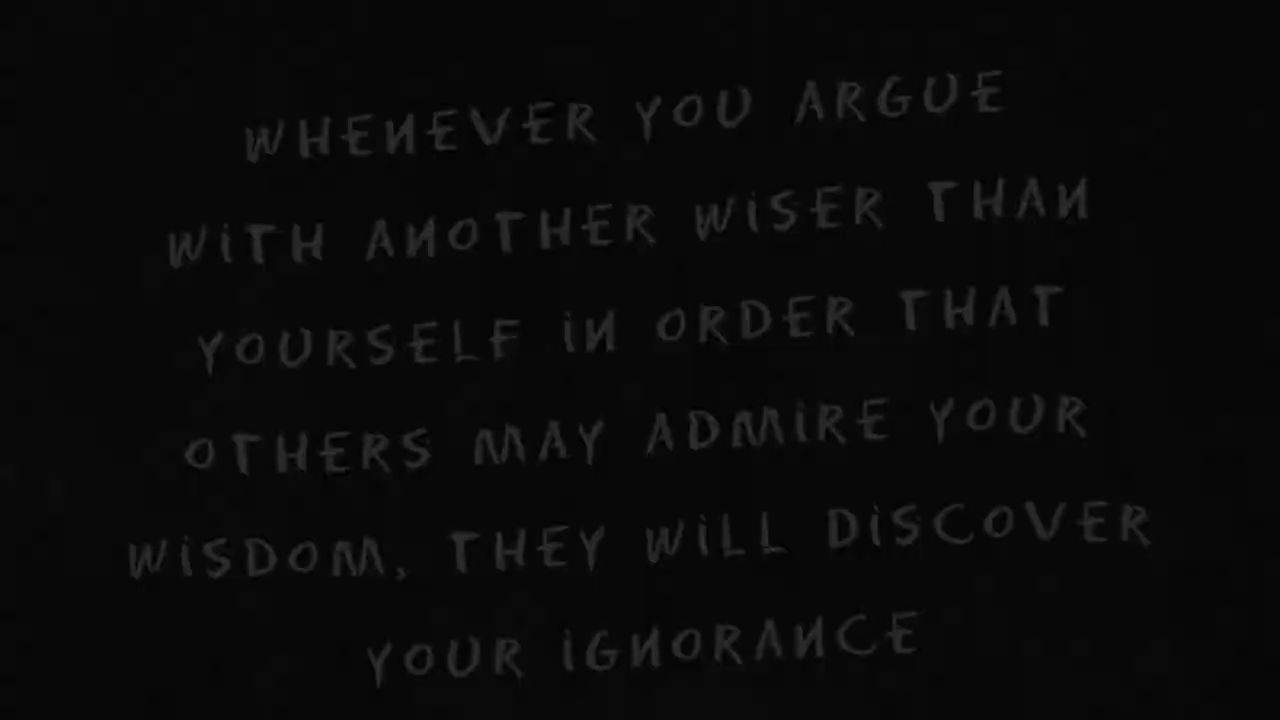 WHENEVER YOU ARGUE
WITH ANOTHER WISER THAN
YOURSELF IN ORDER THAT
OTHERS MAY ADMIRE YOUR
WISDOM, THEY WILL DISCOVER
YOUR IGNORANCE